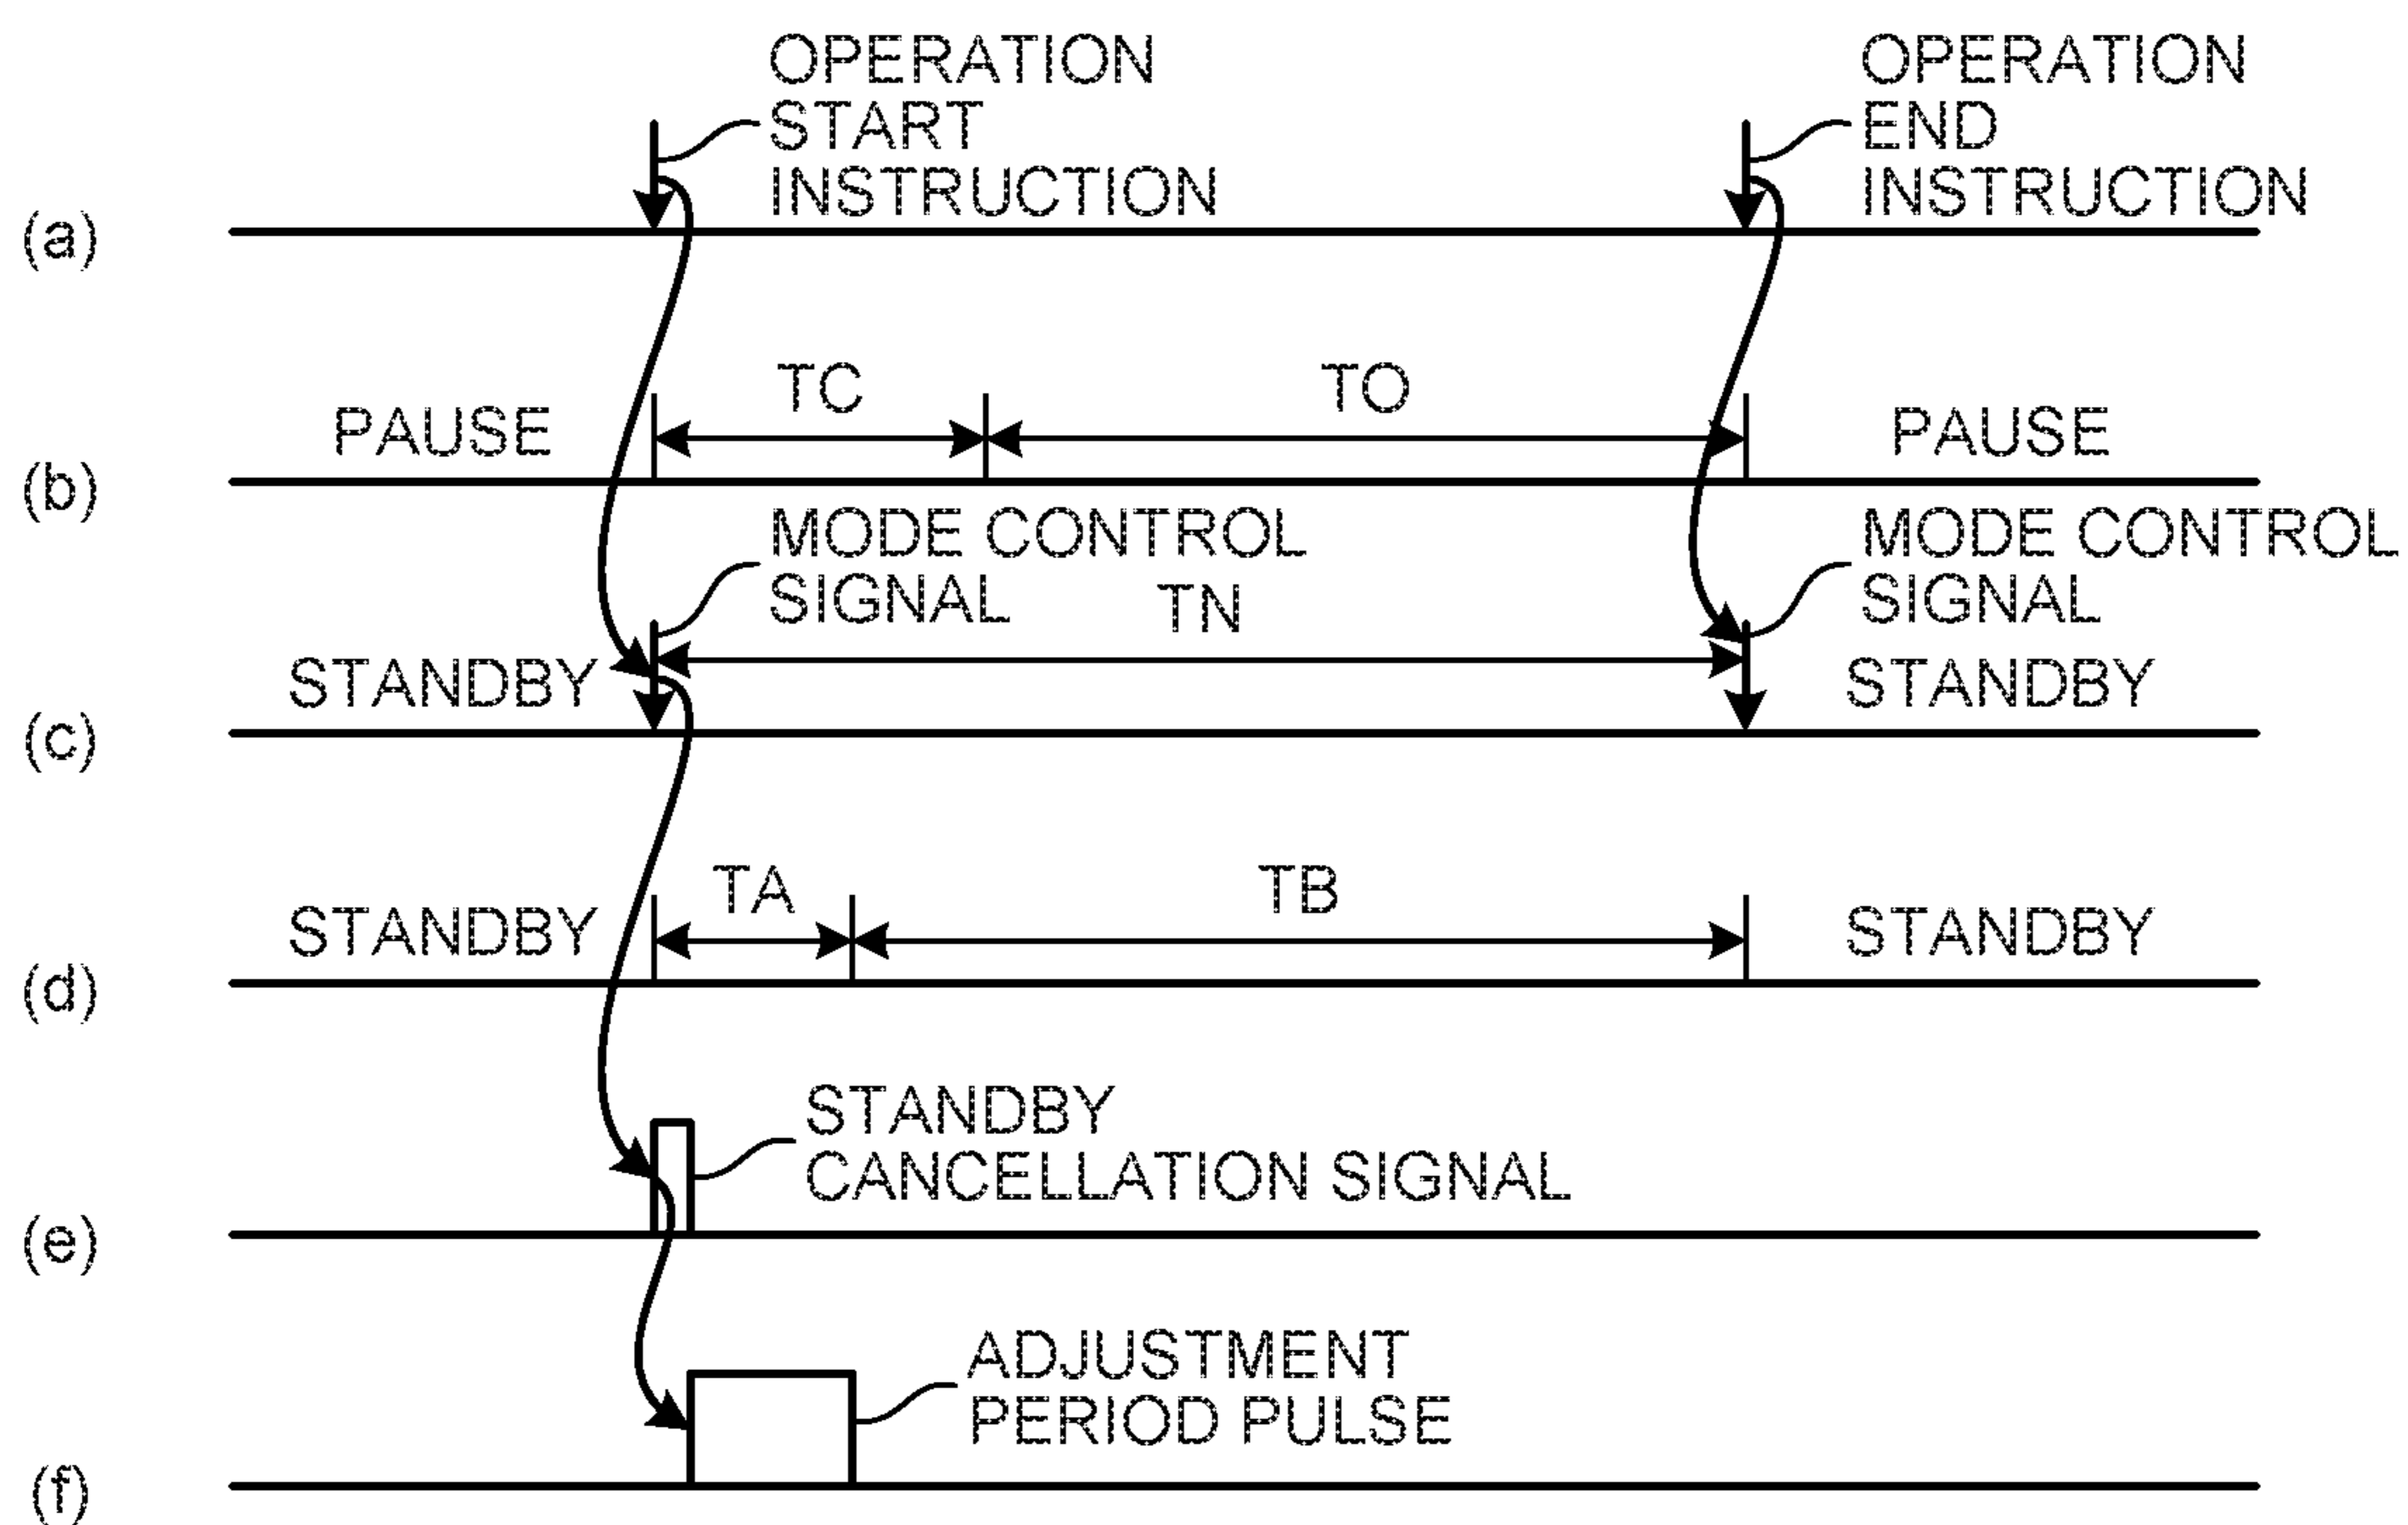 OPERATION
START
INSTRUCTION
OPERATION
END
INSTRUCTION
(a)
TC
TO
PAUSE
PAUSE
(b)
MODE CONTROL
SIGNAL
TN
MODE CONTROL
SIGNAL
STANDBY
STANDBY
(c)
TA
TB
STANDBY
STANDBY
(d)
STANDBY
CANCELLATION SIGNAL
(e)
ADJUSTMENT
PERIOD PULSE
(f)